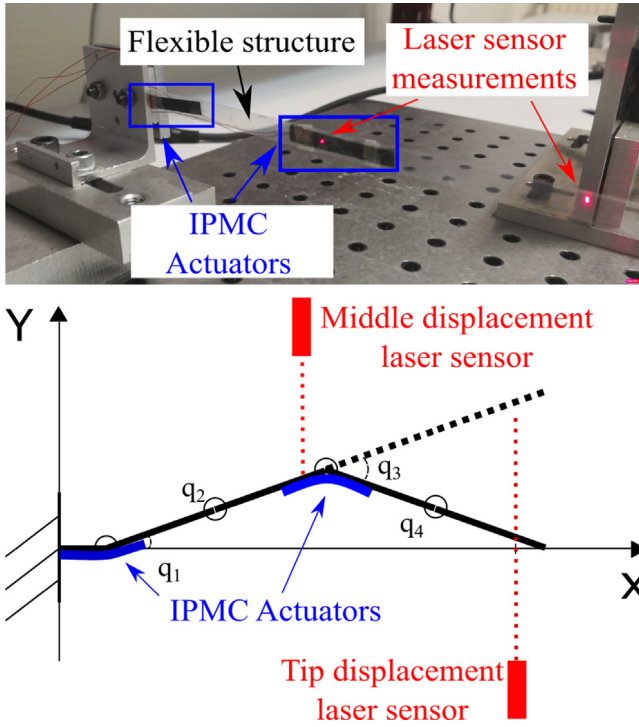 Flexible structure
Laser sensor
measurements
IPMC
Actuators
Y
Middle displacement
laser sensor
q3
q2
q4
q1
X
IPMC Actuators
Tip displacement
laser sensor